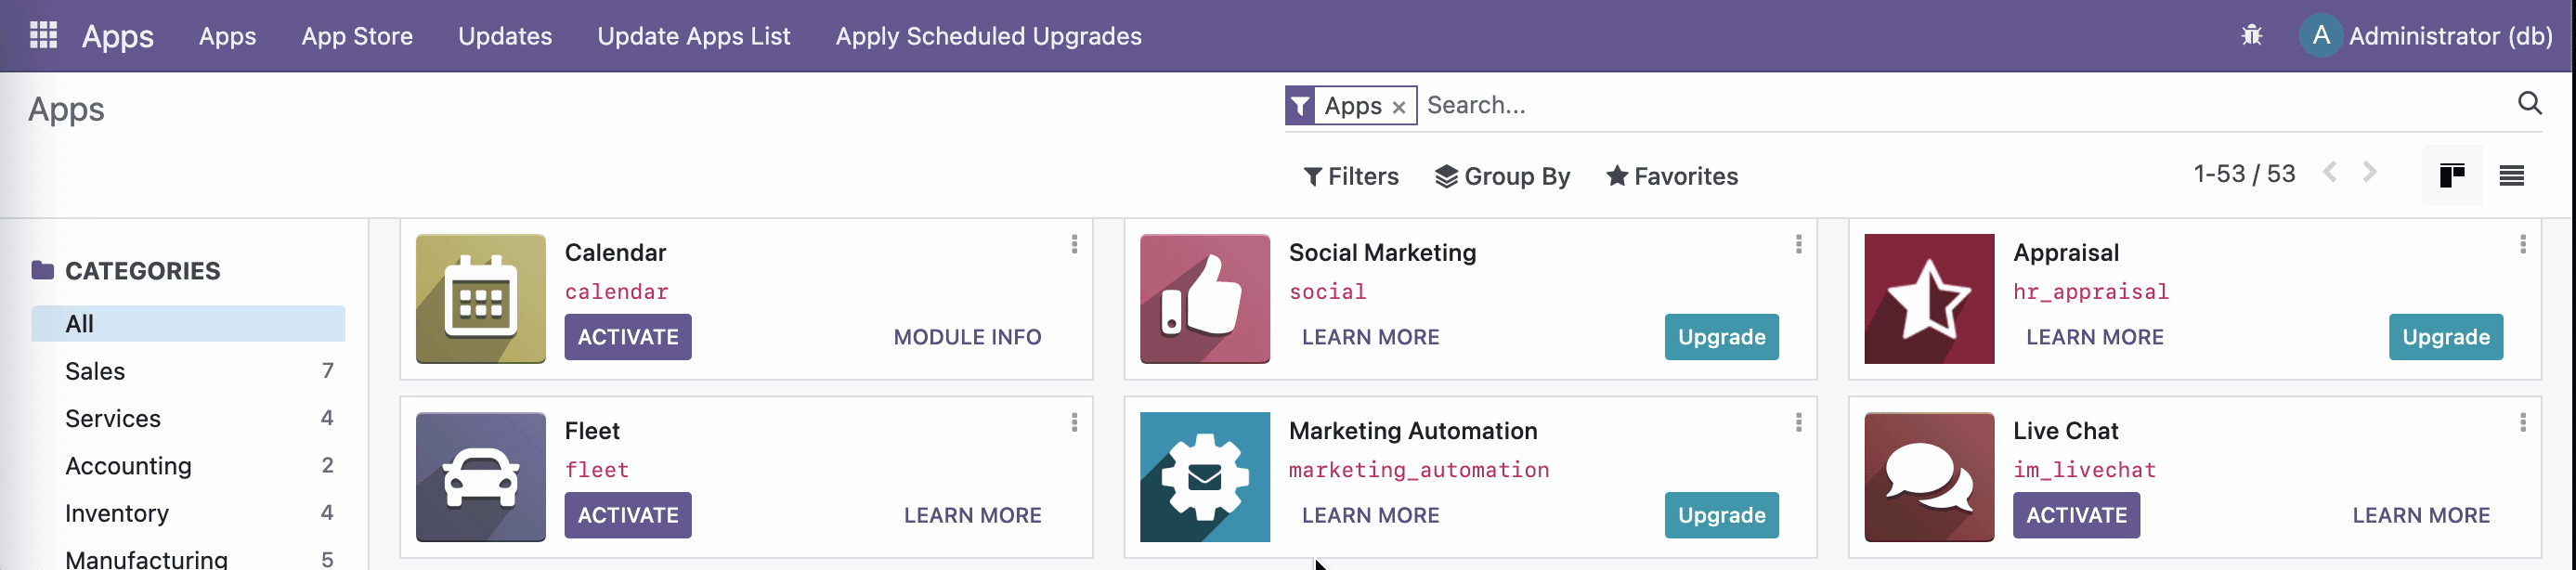 Apps Apps App Store Updates Update Apps List Apply Scheduled Upgrades A Administrator (db)
Apps
Apps × Search...
Filters Group By Favorites 1-53 / 53
CATEGORIES
All
Sales 7
Services 4
Accounting 2
Inventory 4
Manufacturing 5
Calendar
calendar
ACTIVATE MODULE INFO
Social Marketing
social
LEARN MORE Upgrade
Appraisal
hr_appraisal
LEARN MORE Upgrade
Fleet
fleet
ACTIVATE LEARN MORE
Marketing Automation
marketing_automation
LEARN MORE Upgrade
Live Chat
im_livechat
ACTIVATE LEARN MORE